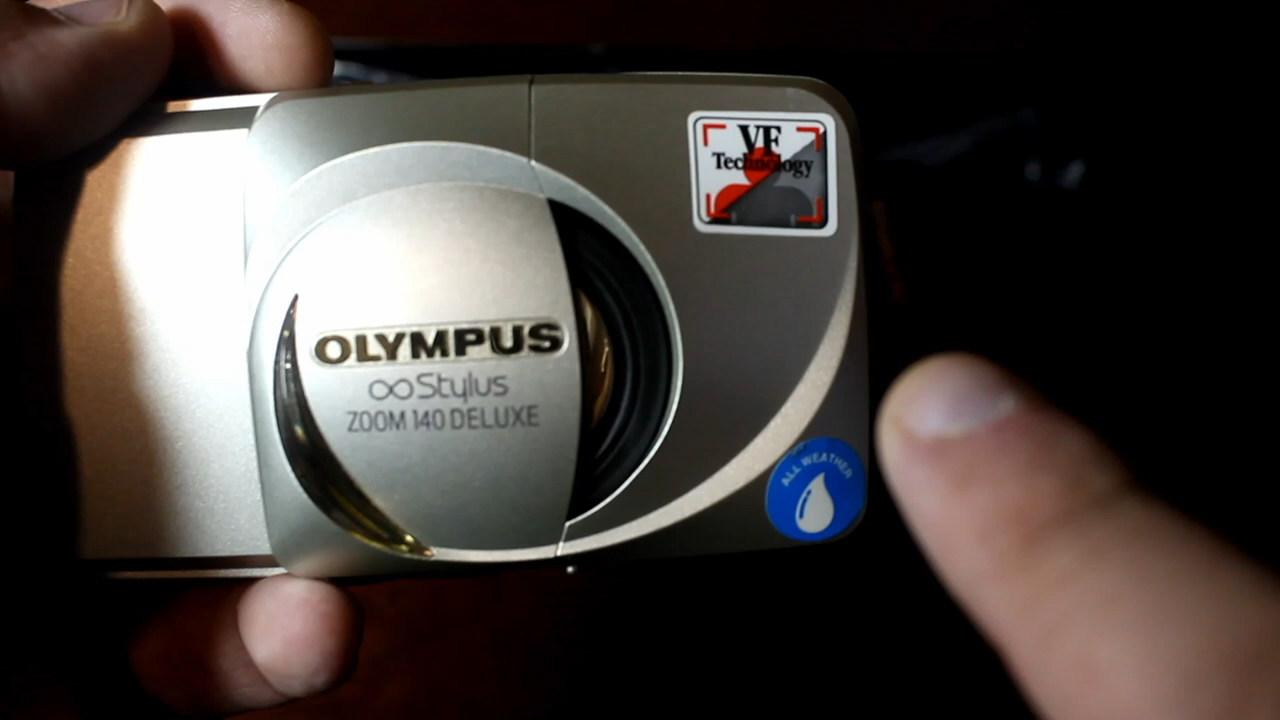 VF
Technology
OLYMPUS
∞Stylus
ZOOM 140 DELUXE
ALL WEATHER